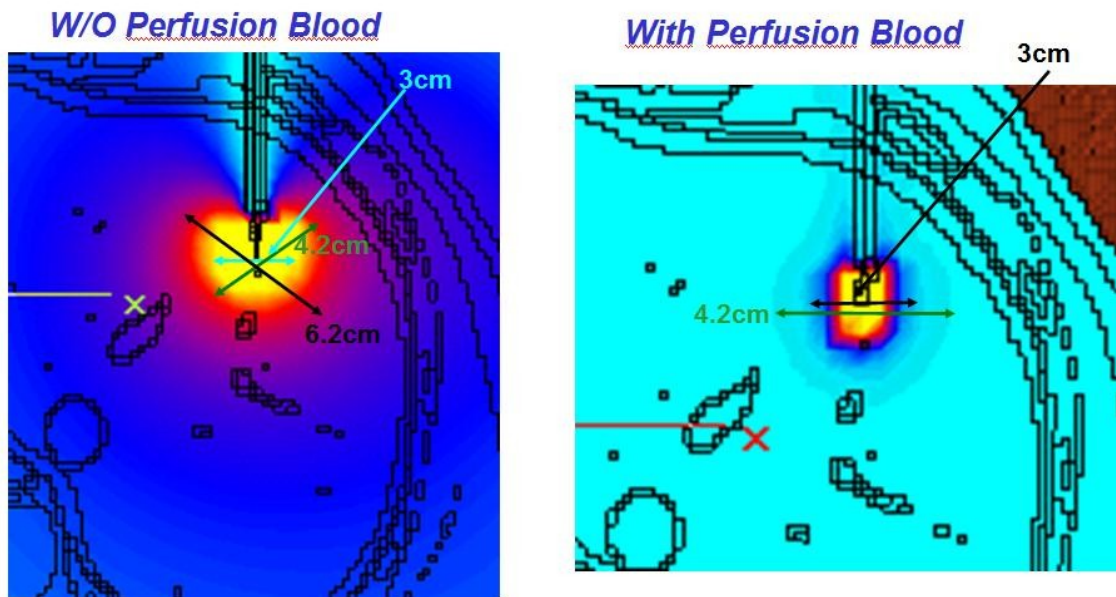 W/O Perfusion Blood
3cm
4.2cm
6.2cm
With Perfusion Blood
3cm
4.2cm